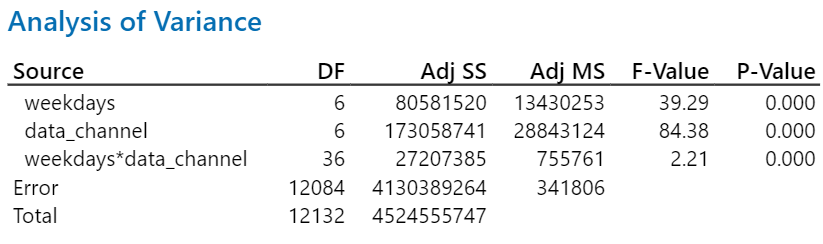 Analysis of Variance
Source DF Adj SS Adj MS F-Value P-Value
weekdays 6 80581520 13430253 39.29 0.000
data_channel 6 173058741 28843124 84.38 0.000
weekdays*data_channel 36 27207385 755761 2.21 0.000
Error 12084 4130389264 341806
Total 12132 4524555747